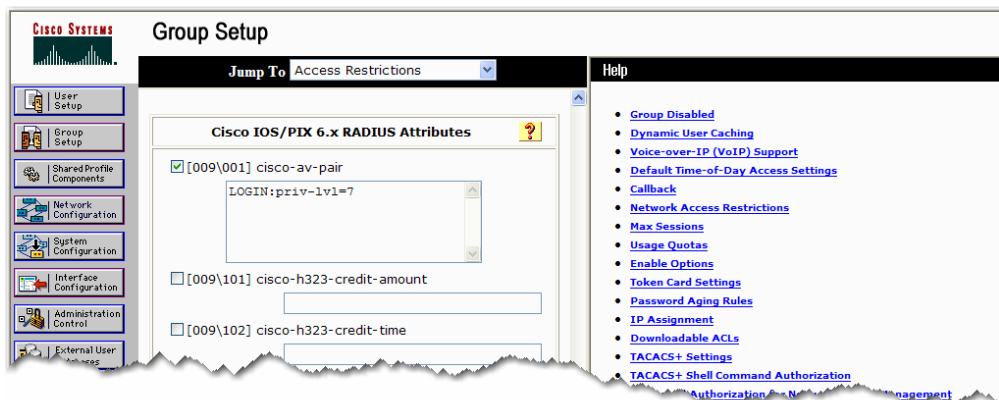 CISCO SYSTEMS
Group Setup
Jump To Access Restrictions
User
Setup
Group
Setup
Shared Profile
Components
Network
Configuration
System
Configuration
Interface
Configuration
Administration
Control
External User
Cisco IOS/PIX 6.x RADIUS Attributes ?
[009\001] cisco-av-pair
LOGIN:priv-lvl=7
[009\101] cisco-h323-credit-amount
[009\102] cisco-h323-credit-time
Help
Group Disabled
Dynamic User Caching
Voice-over-IP (VoIP) Support
Default Time-of-Day Access Settings
Callback
Network Access Restrictions
Max Sessions
Usage Quotas
Enable Options
Token Card Settings
Password Aging Rules
IP Assignment
Downloadable ACLs
TACACS+ Settings
TACACS+ Shell Command Authorization
Authorization